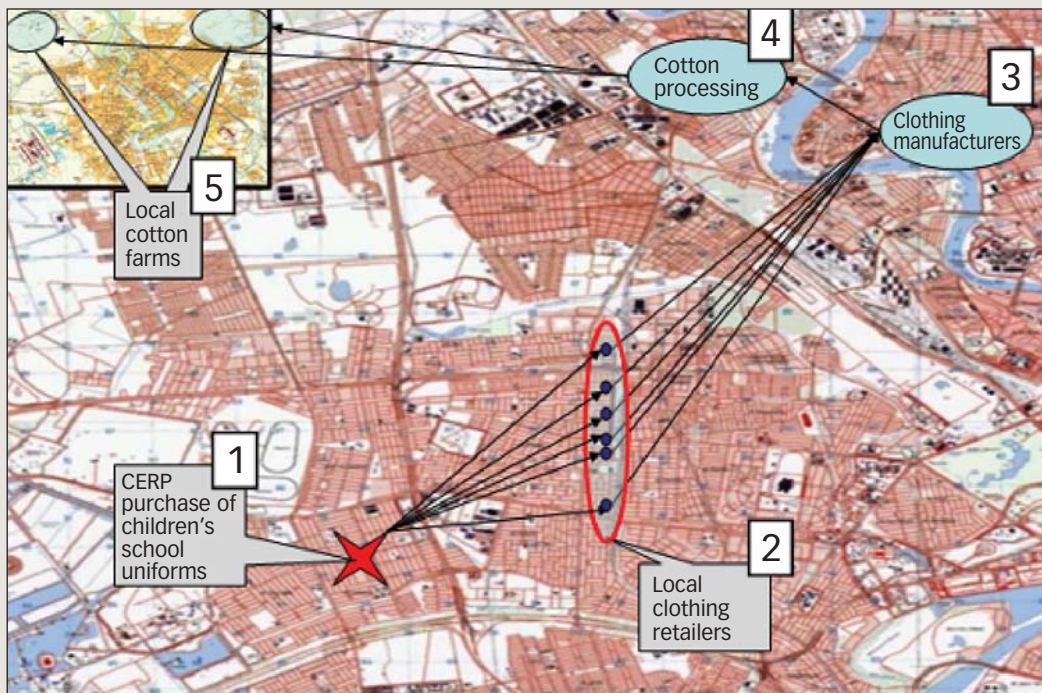 1
CERP
purchase of
children's
school
uniforms
2
Local
clothing
retailers
3
Clothing
manufacturers
4
Cotton
processing
5
Local
cotton
farms